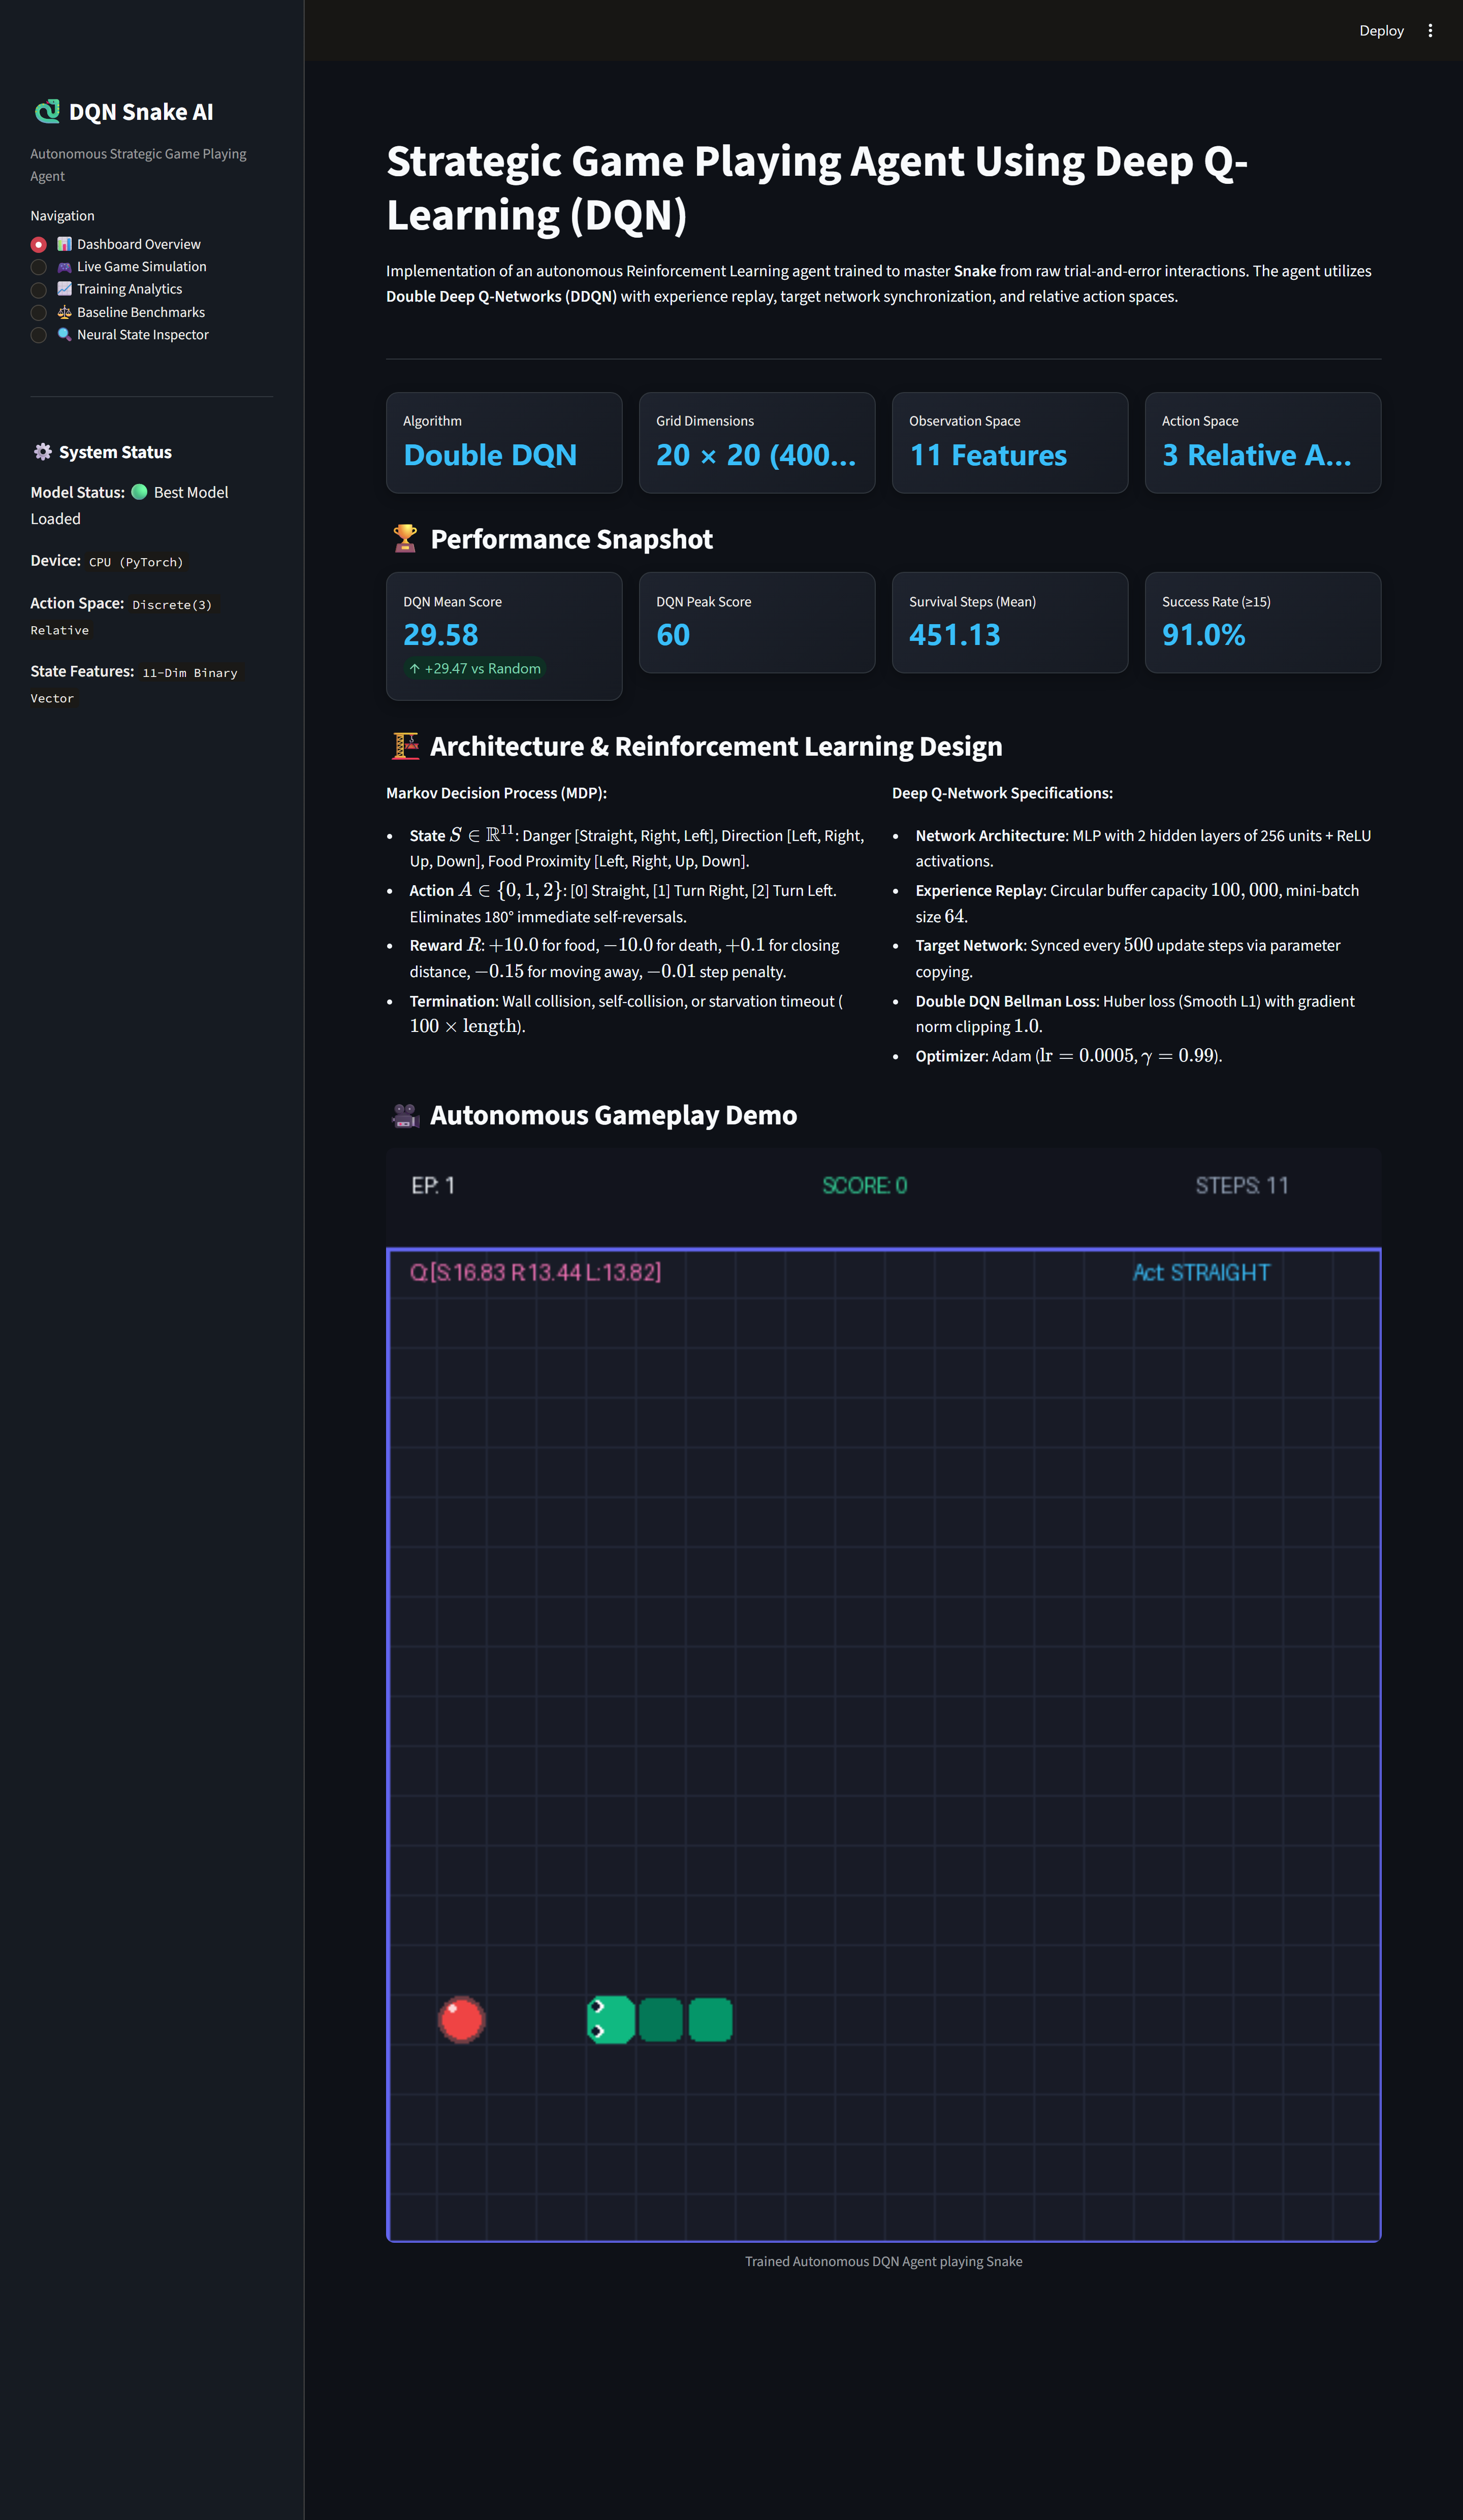 Deploy
DQN Snake AI
Autonomous Strategic Game Playing
Agent
Navigation
Dashboard Overview
Live Game Simulation
Training Analytics
Baseline Benchmarks
Neural State Inspector
System Status
Model Status: Best Model
Loaded
Device: CPU (PyTorch)
Action Space: Discrete(3)
Relative
State Features: 11-Dim Binary
Vector
Strategic Game Playing Agent Using Deep Q-
Learning (DQN)
Implementation of an autonomous Reinforcement Learning agent trained to master Snake from raw trial-and-error interactions. The agent utilizes
Double Deep Q-Networks (DDQN) with experience replay, target network synchronization, and relative action spaces.
Algorithm
Double DQN
Grid Dimensions
20 × 20 (400...
Observation Space
11 Features
Action Space
3 Relative A...
Performance Snapshot
DQN Mean Score
29.58
↑ +29.47 vs Random
DQN Peak Score
60
Survival Steps (Mean)
451.13
Success Rate (≥15)
91.0%
Architecture & Reinforcement Learning Design
Markov Decision Process (MDP):
• State S ∈ ℝ¹¹: Danger [Straight, Right, Left], Direction [Left, Right,
Up, Down], Food Proximity [Left, Right, Up, Down].
• Action A ∈ {0, 1, 2}: [0] Straight, [1] Turn Right, [2] Turn Left.
Eliminates 180° immediate self-reversals.
• Reward R: +10.0 for food, −10.0 for death, +0.1 for closing
distance, −0.15 for moving away, −0.01 step penalty.
• Termination: Wall collision, self-collision, or starvation timeout (
100 × length).
Deep Q-Network Specifications:
• Network Architecture: MLP with 2 hidden layers of 256 units + ReLU
activations.
• Experience Replay: Circular buffer capacity 100,000, mini-batch
size 64.
• Target Network: Synced every 500 update steps via parameter
copying.
• Double DQN Bellman Loss: Huber loss (Smooth L1) with gradient
norm clipping 1.0.
• Optimizer: Adam (lr = 0.0005, γ = 0.99).
Autonomous Gameplay Demo
EP: 1
SCORE: 0
STEPS: 11
Q:[S:16.83 R:13.44 L:13.82]
Act: STRAIGHT
Trained Autonomous DQN Agent playing Snake